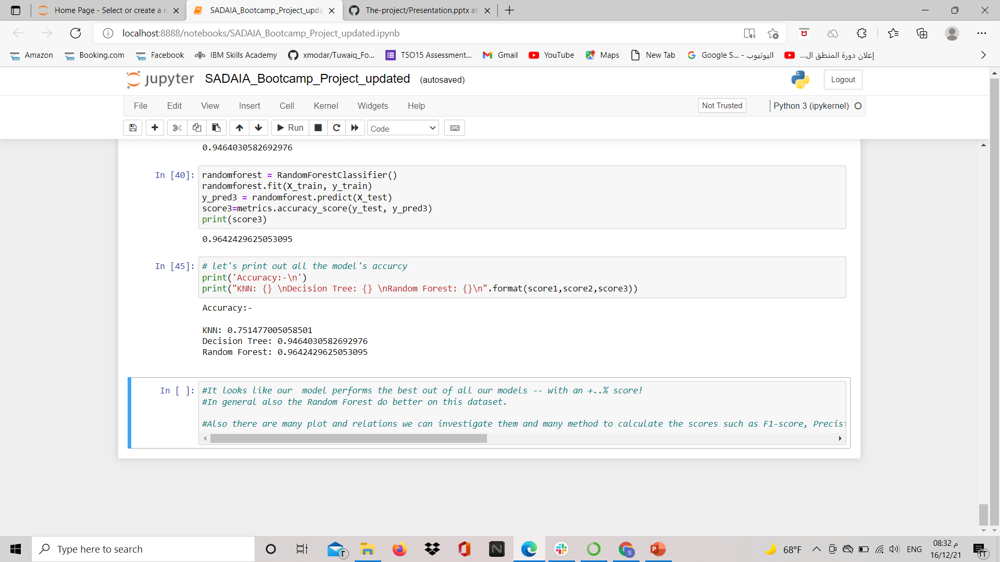 Home Page - Select or create a n
SADAIA_Bootcamp_Project_upda
The-project/Presentation.pptx at
localhost:8888/notebooks/SADAIA_Bootcamp_Project_updated.ipynb
Amazon
Booking.com
Facebook
IBM Skills Academy
xmodar/Tuwaiq_Fo...
T5O15 Assessment...
Gmail
YouTube
Maps
New Tab
Google S... - اليوتيوب
إعلان دورة المنطق ال...
jupyter SADAIA_Bootcamp_Project_updated (autosaved)
Logout
File Edit View Insert Cell Kernel Widgets Help
Not Trusted
Python 3 (ipykernel)
Run
Code
0.9464030582692976
In [40]: randomforest = RandomForestClassifier()
randomforest.fit(X_train, y_train)
y_pred3 = randomforest.predict(X_test)
score3=metrics.accuracy_score(y_test, y_pred3)
print(score3)
0.9642429625053095
In [45]: # let's print out all the model's accurcy
print('Accuracy:-\n')
print("KNN: {} \nDecision Tree: {} \nRandom Forest: {}\n".format(score1,score2,score3))
Accuracy:-
KNN: 0.751477005058501
Decision Tree: 0.9464030582692976
Random Forest: 0.9642429625053095
In [ ]: #It looks like our  model performs the best out of all our models -- with an +..% score!
#In general also the Random Forest do better on this dataset.
#Also there are many plot and relations we can investigate them and many method to calculate the scores such as F1-score, Precis
Type here to search
68°F
ENG
08:32 م
16/12/21